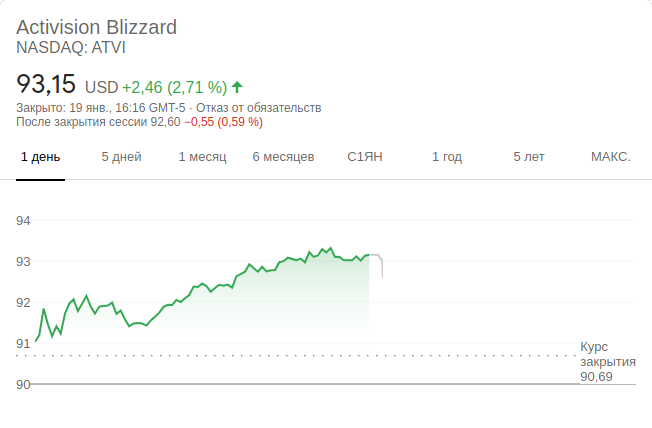 Activision Blizzard
NASDAQ: ATVI
93,15 USD +2,46 (2,71 %)
Закрыто: 19 янв., 16:16 GMT-5 · Отказ от обязательств
После закрытия сессии 92,60 −0,55 (0,59 %)
1 день 5 дней 1 месяц 6 месяцев С1ЯН 1 год 5 лет МАКС.
94
93
92
91
90
Курс
закрытия
90,69